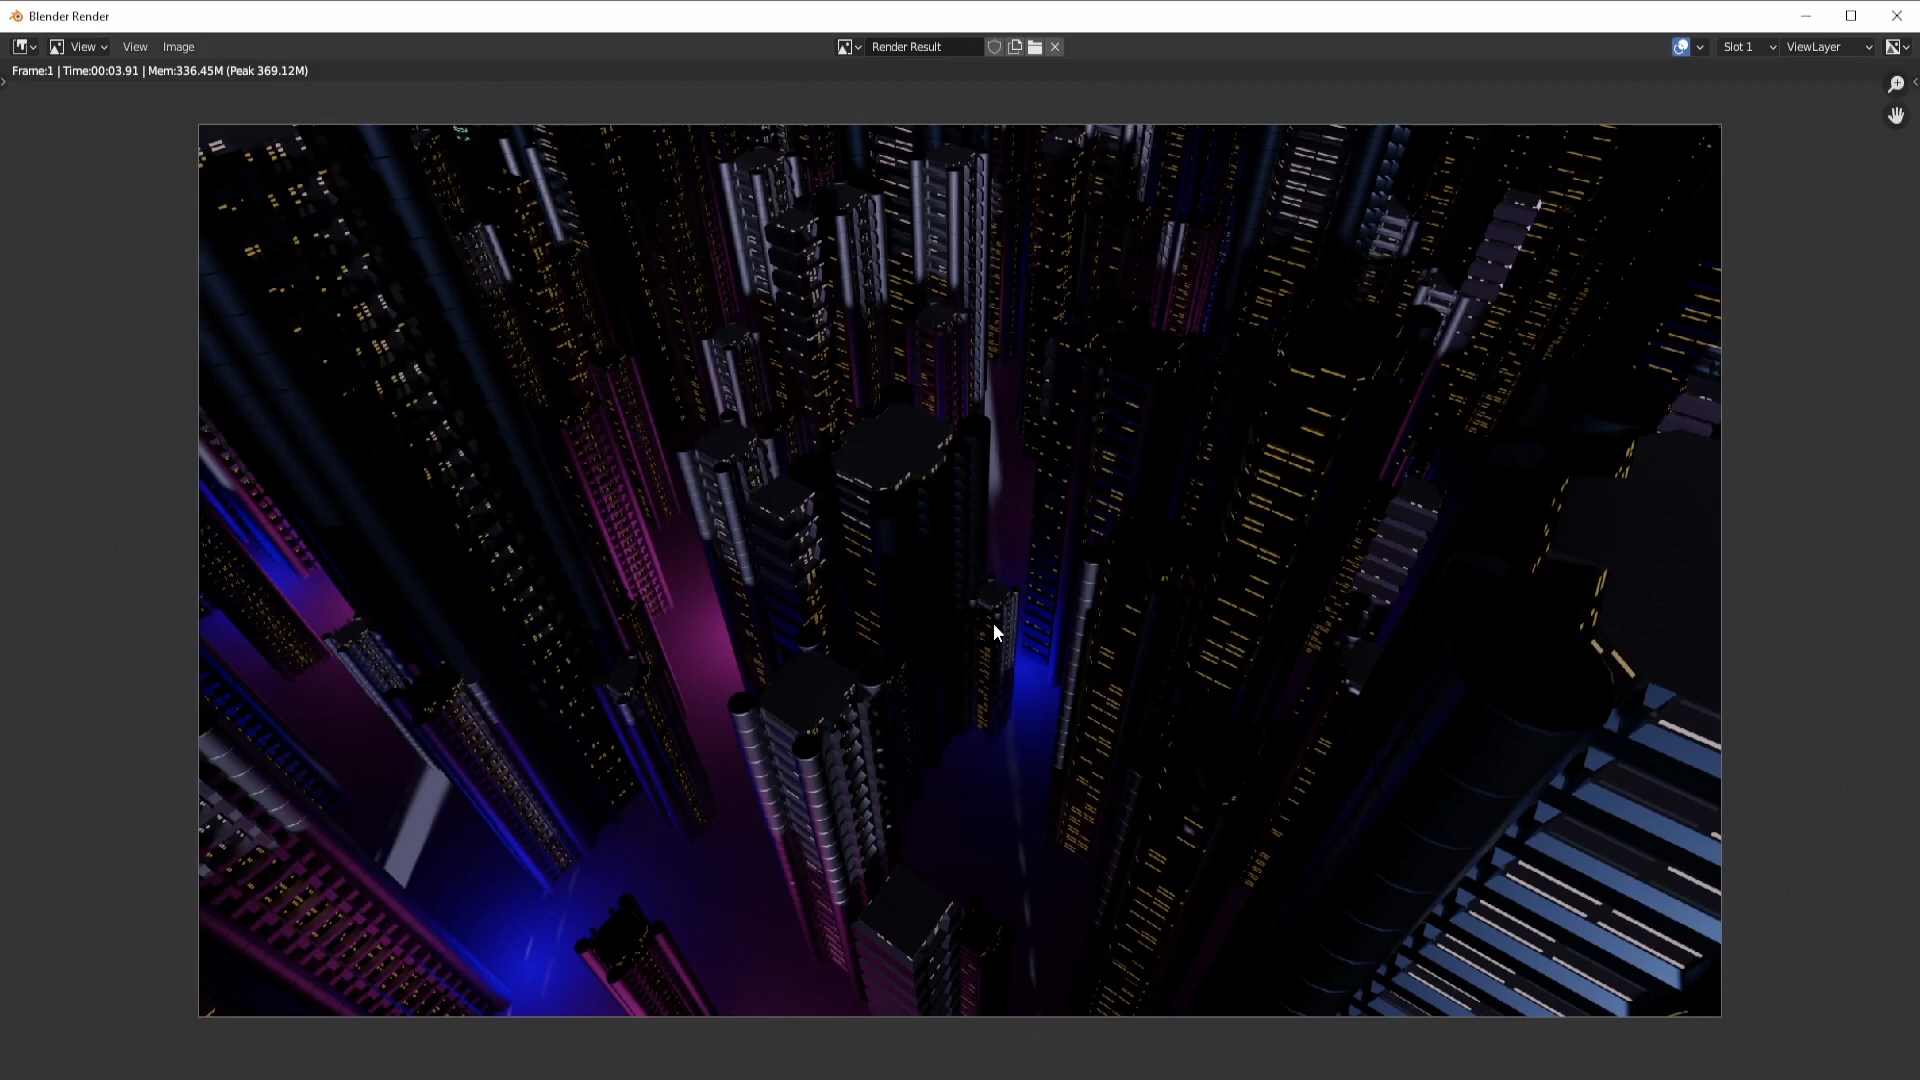 Blender Render
View View Image Render Result Slot 1 ViewLayer
Frame:1 | Time:00:03.91 | Mem:336.45M (Peak 369.12M)